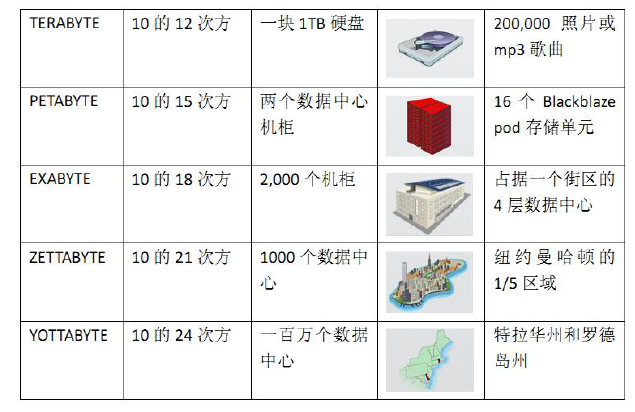 TERABYTE 10 的 12 次方 一块 1TB 硬盘 200,000 照片或
mp3 歌曲
PETABYTE 10 的 15 次方 两个数据中心 16 个 Blackblaze
机柜 pod 存储单元
EXABYTE 10 的 18 次方 2,000 个机柜 占据一个街区的
4 层数据中心
ZETTABYTE 10 的 21 次方 1000 个数据中 纽约曼哈顿的
心 1/5 区域
YOTTABYTE 10 的 24 次方 一百万个数据 特拉华州和罗德
中心 岛州